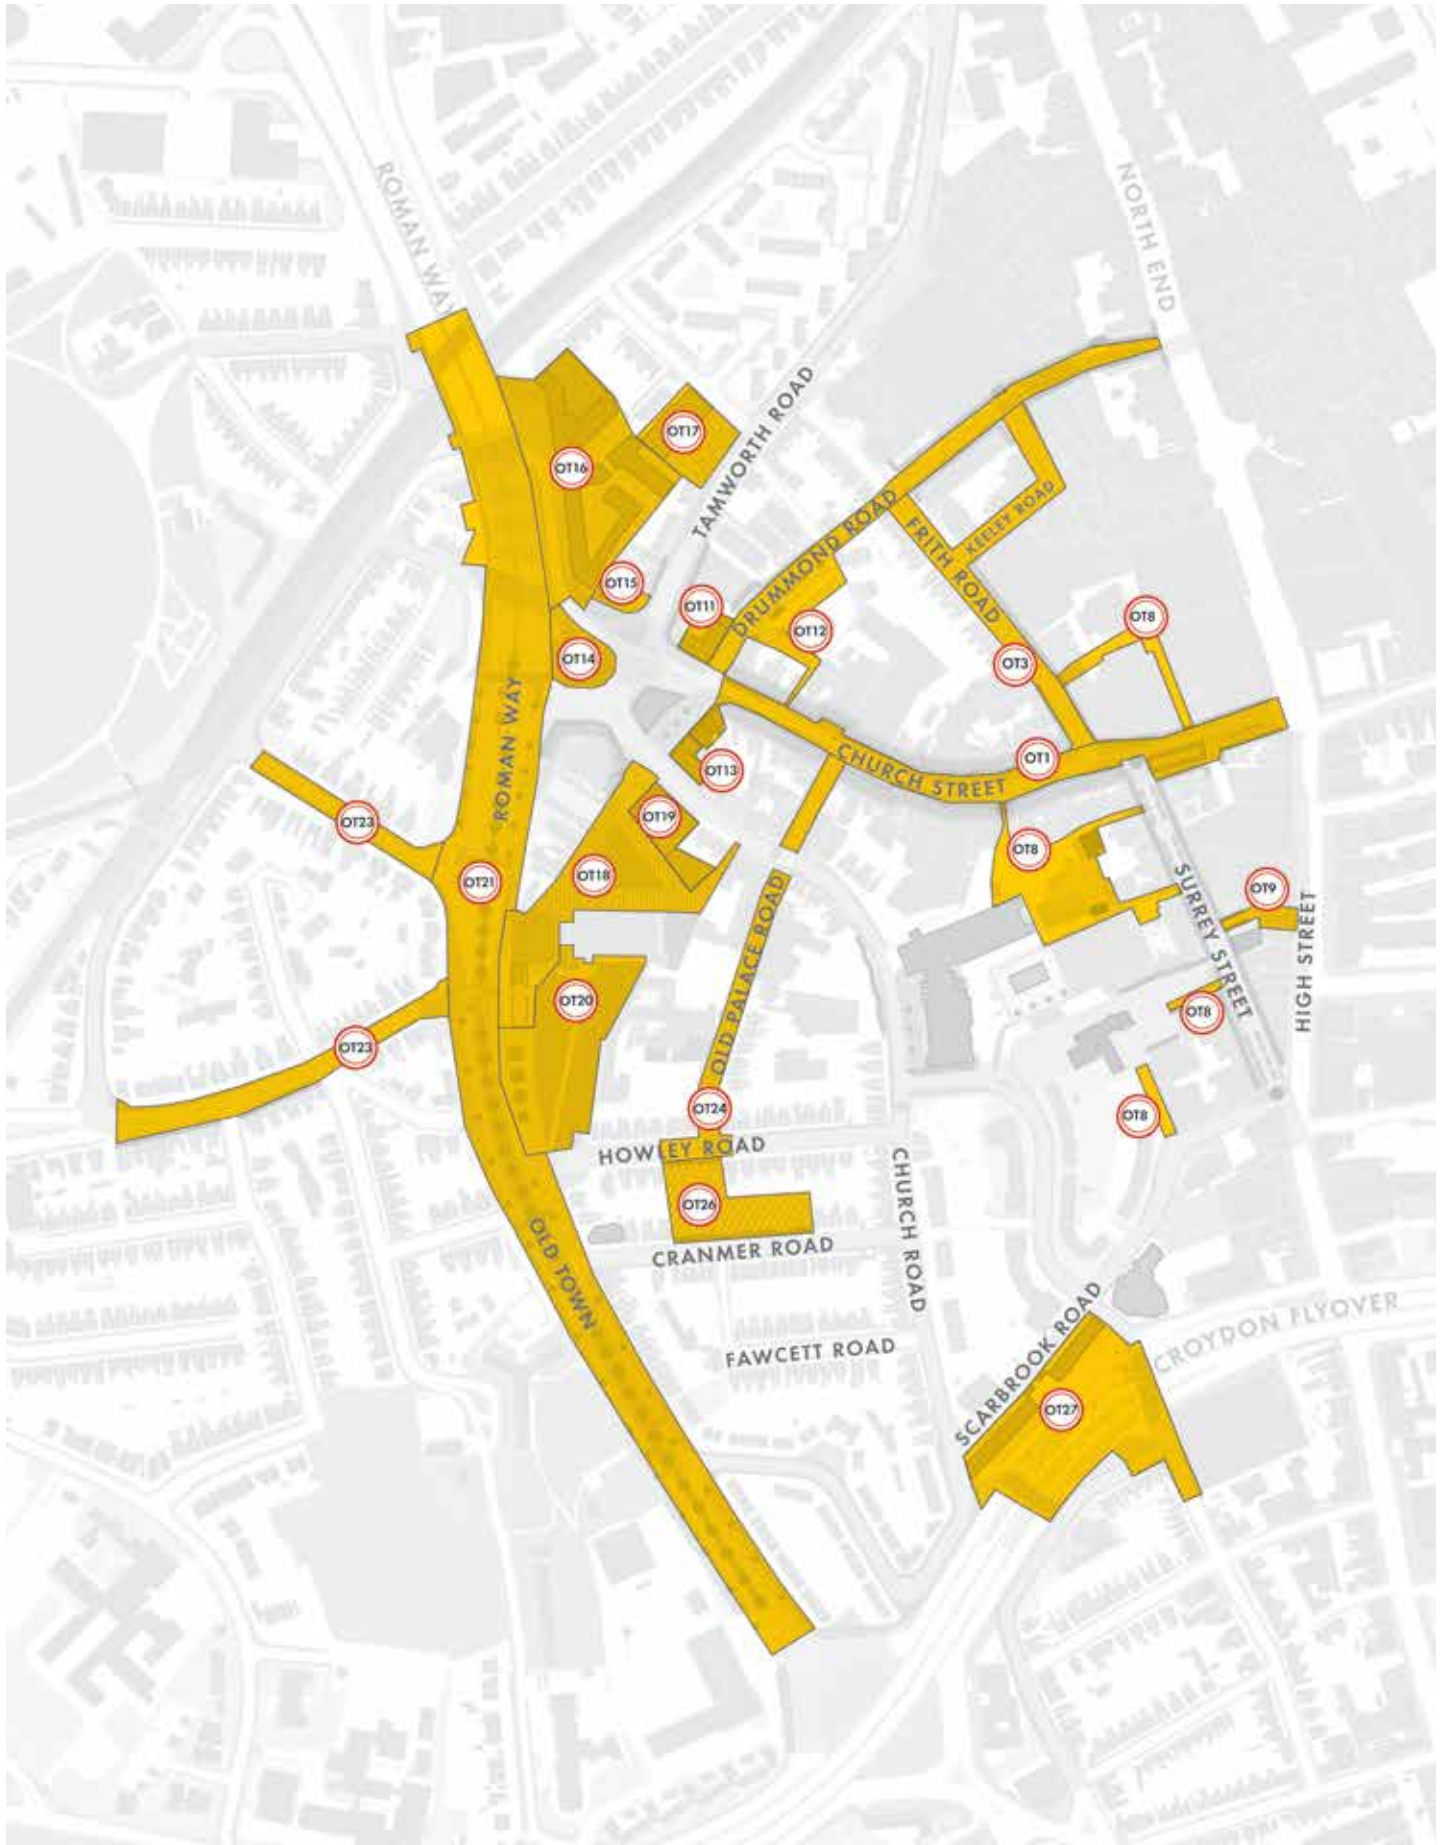 ROMAN WAY
NORTH END
TAMWORTH ROAD
OT17
OT16
KEELEY ROAD
DRUMMOND ROAD
FRITH ROAD
OT15
OT11
OT8
OT12
OT14
OT3
ROMAN WAY
OT13
OT1
CHURCH STREET
OT23
OT19
OT8
OT18
OT21
OT9
SURREY STREET
HIGH STREET
OLD PALACE ROAD
OT20
OT8
OT23
OT24
OT8
HOWLEY ROAD
CHURCH ROAD
OT26
CRANMER ROAD
OLD TOWN
FAWCETT ROAD
SCARBROOK ROAD
CROYDON FLYOVER
OT27